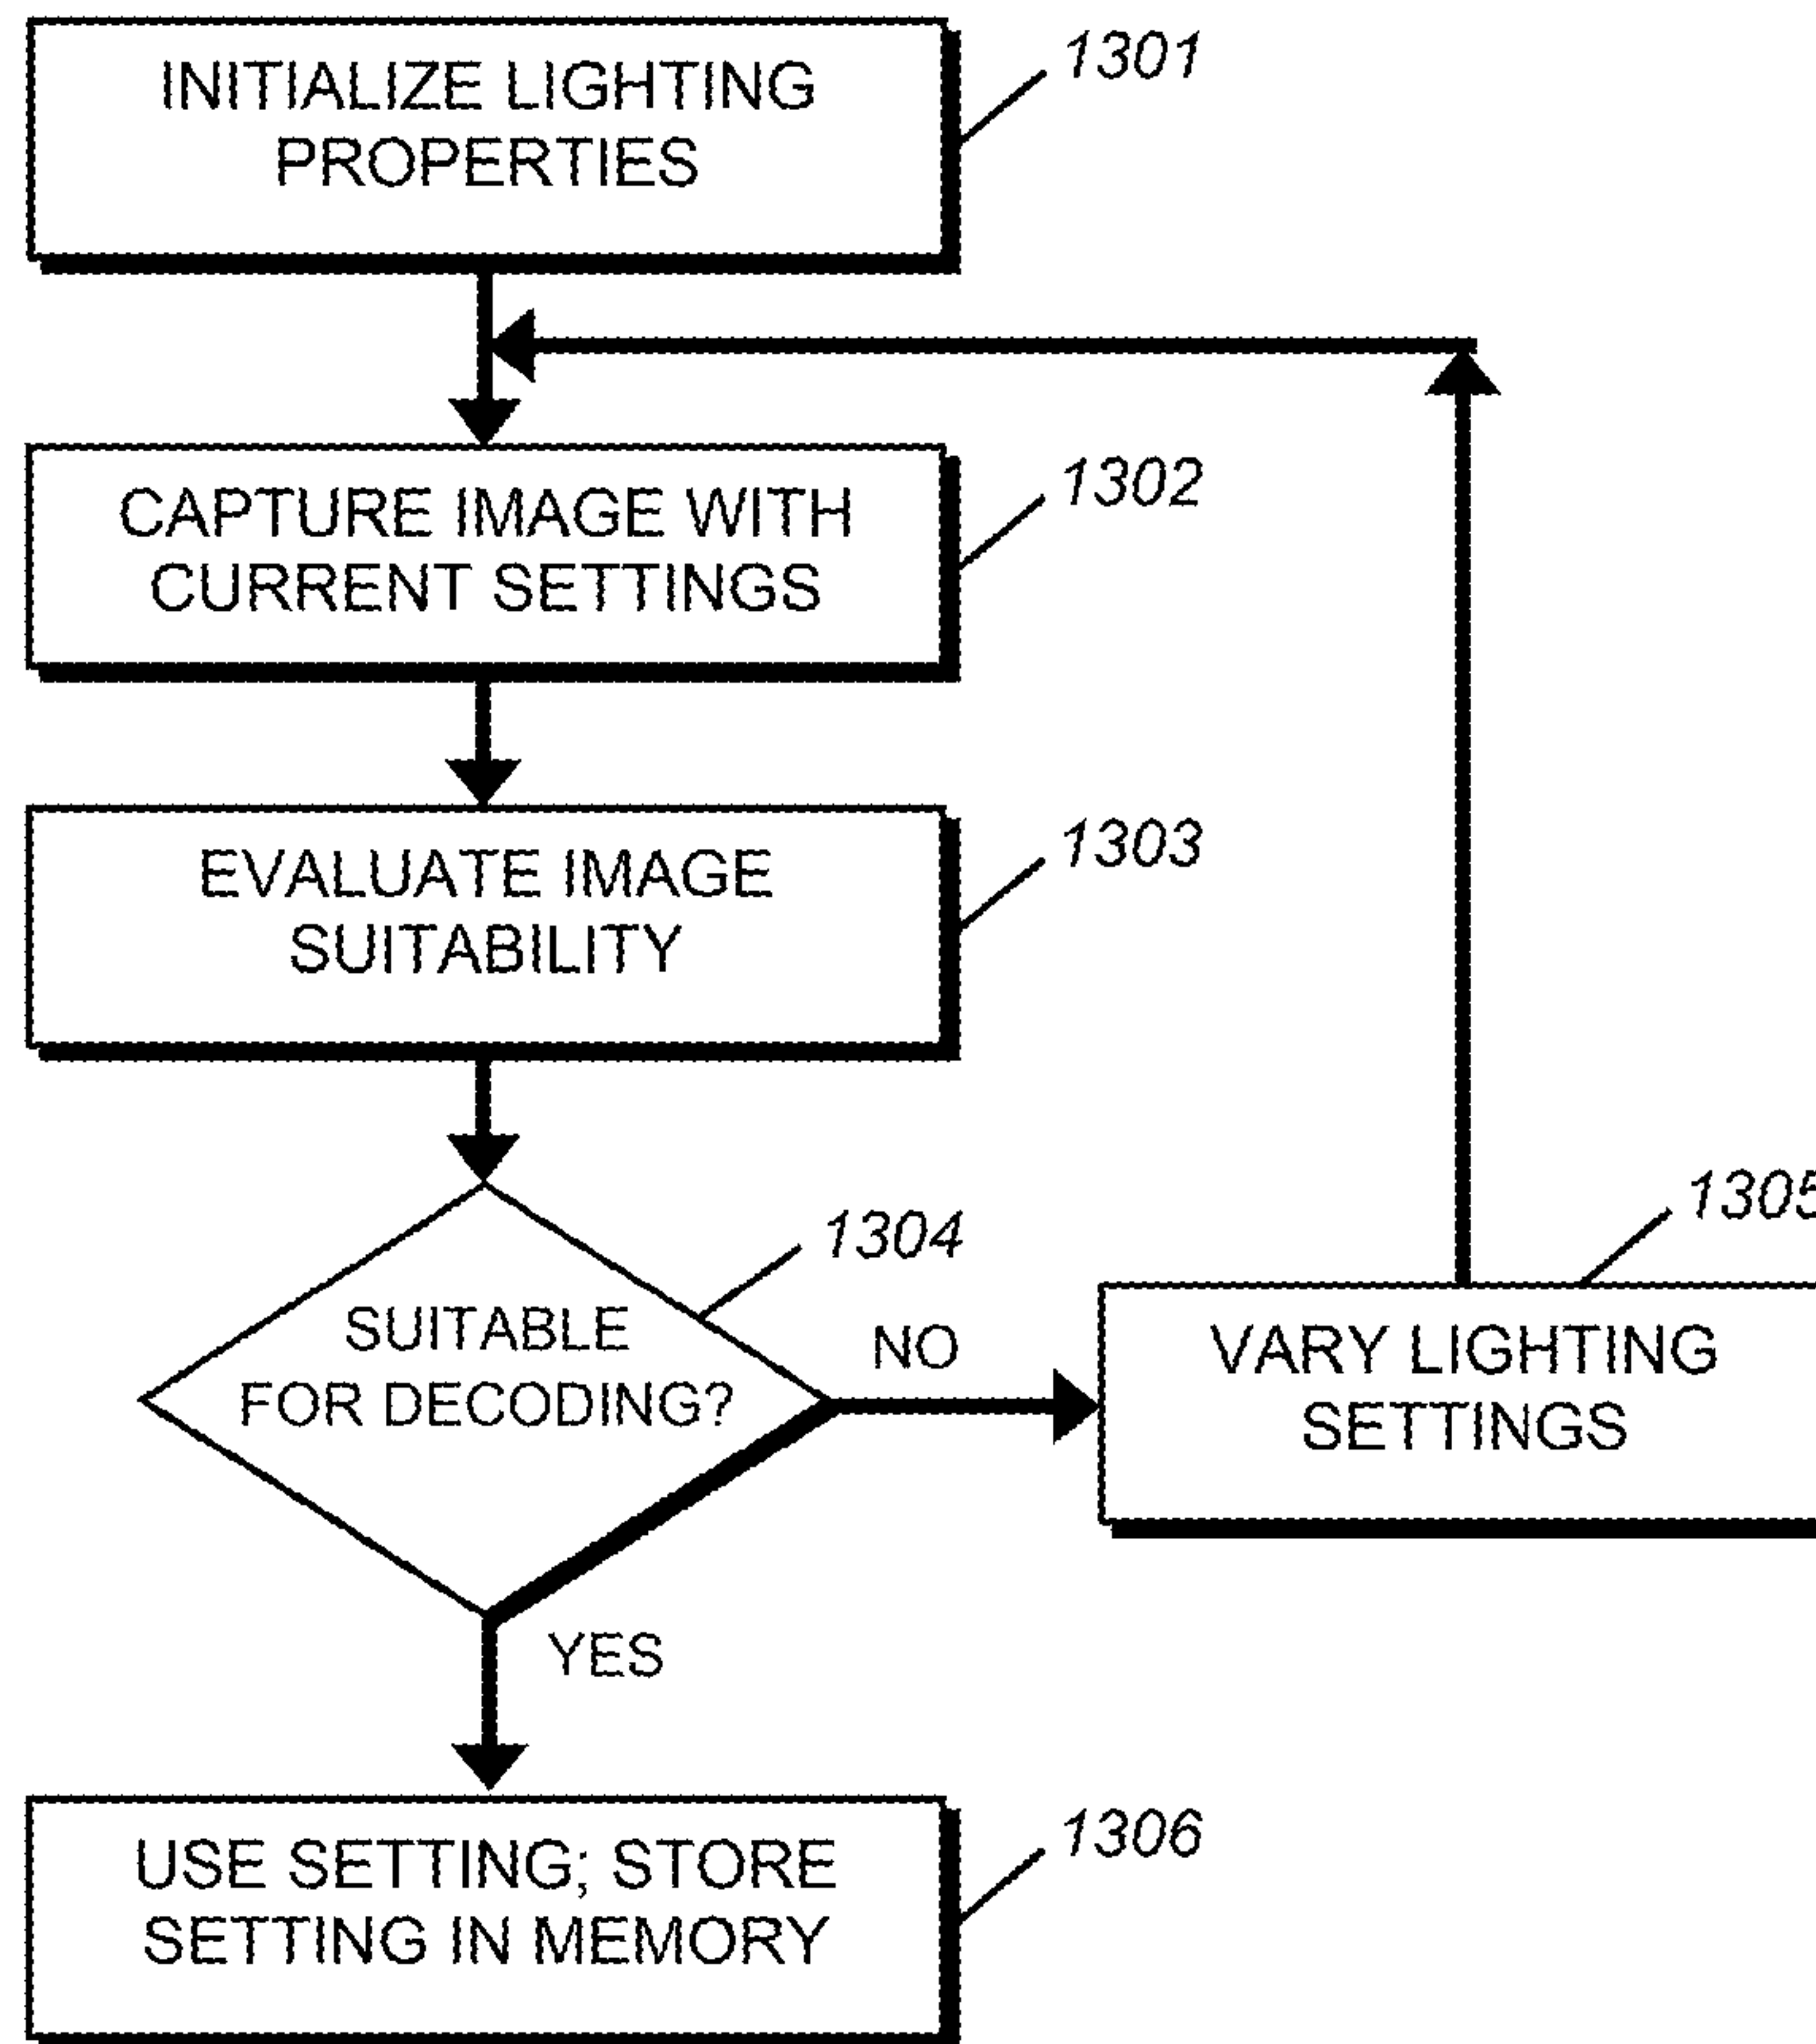 INITIALIZE LIGHTING
PROPERTIES
1301
CAPTURE IMAGE WITH
CURRENT SETTINGS
1302
EVALUATE IMAGE
SUITABILITY
1303
SUITABLE
FOR DECODING?
1304
NO
VARY LIGHTING
SETTINGS
1305
YES
USE SETTING; STORE
SETTING IN MEMORY
1306